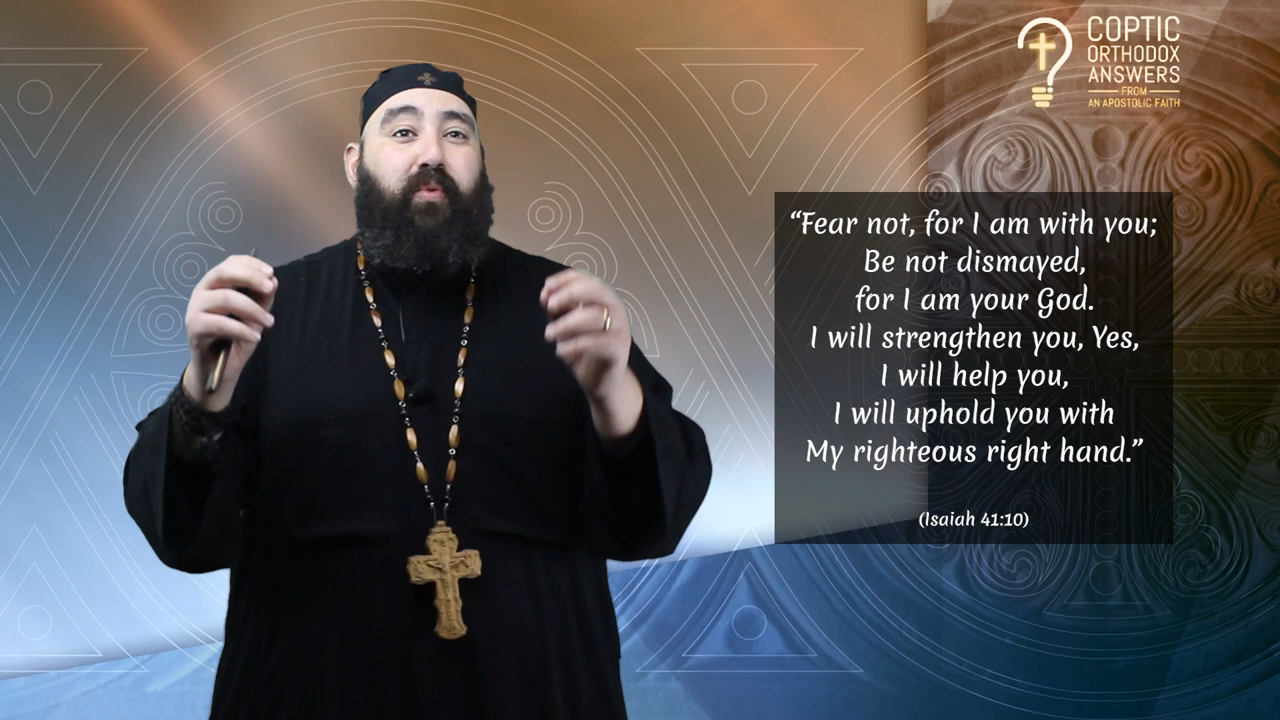 COPTIC
ORTHODOX
ANSWERS
FROM
AN APOSTOLIC FAITH
“Fear not, for I am with you;
Be not dismayed,
for I am your God.
I will strengthen you, Yes,
I will help you,
I will uphold you with
My righteous right hand.”
(Isaiah 41:10)